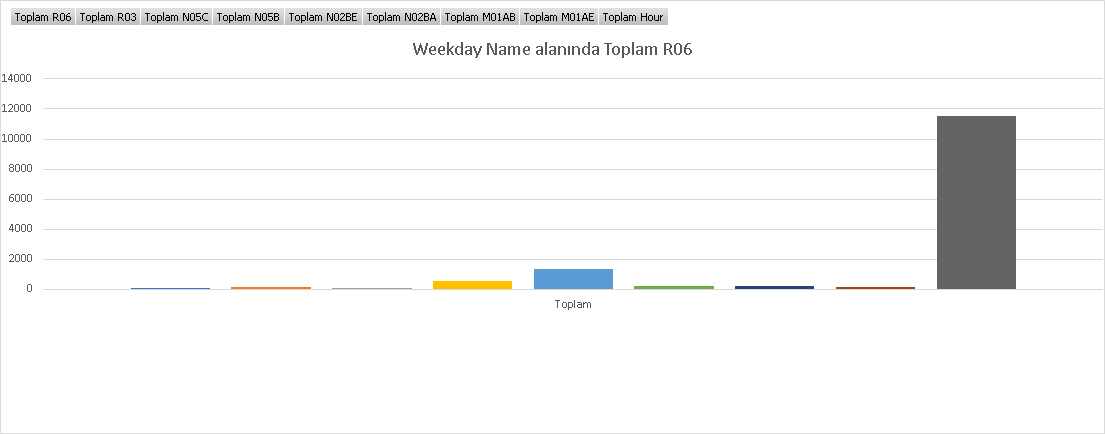 Toplam R06 Toplam R03 Toplam N05C Toplam N05B Toplam N02BE Toplam N02BA Toplam M01AB Toplam M01AE Toplam Hour
Weekday Name alanında Toplam R06
14000
12000
10000
8000
6000
4000
2000
0
Toplam